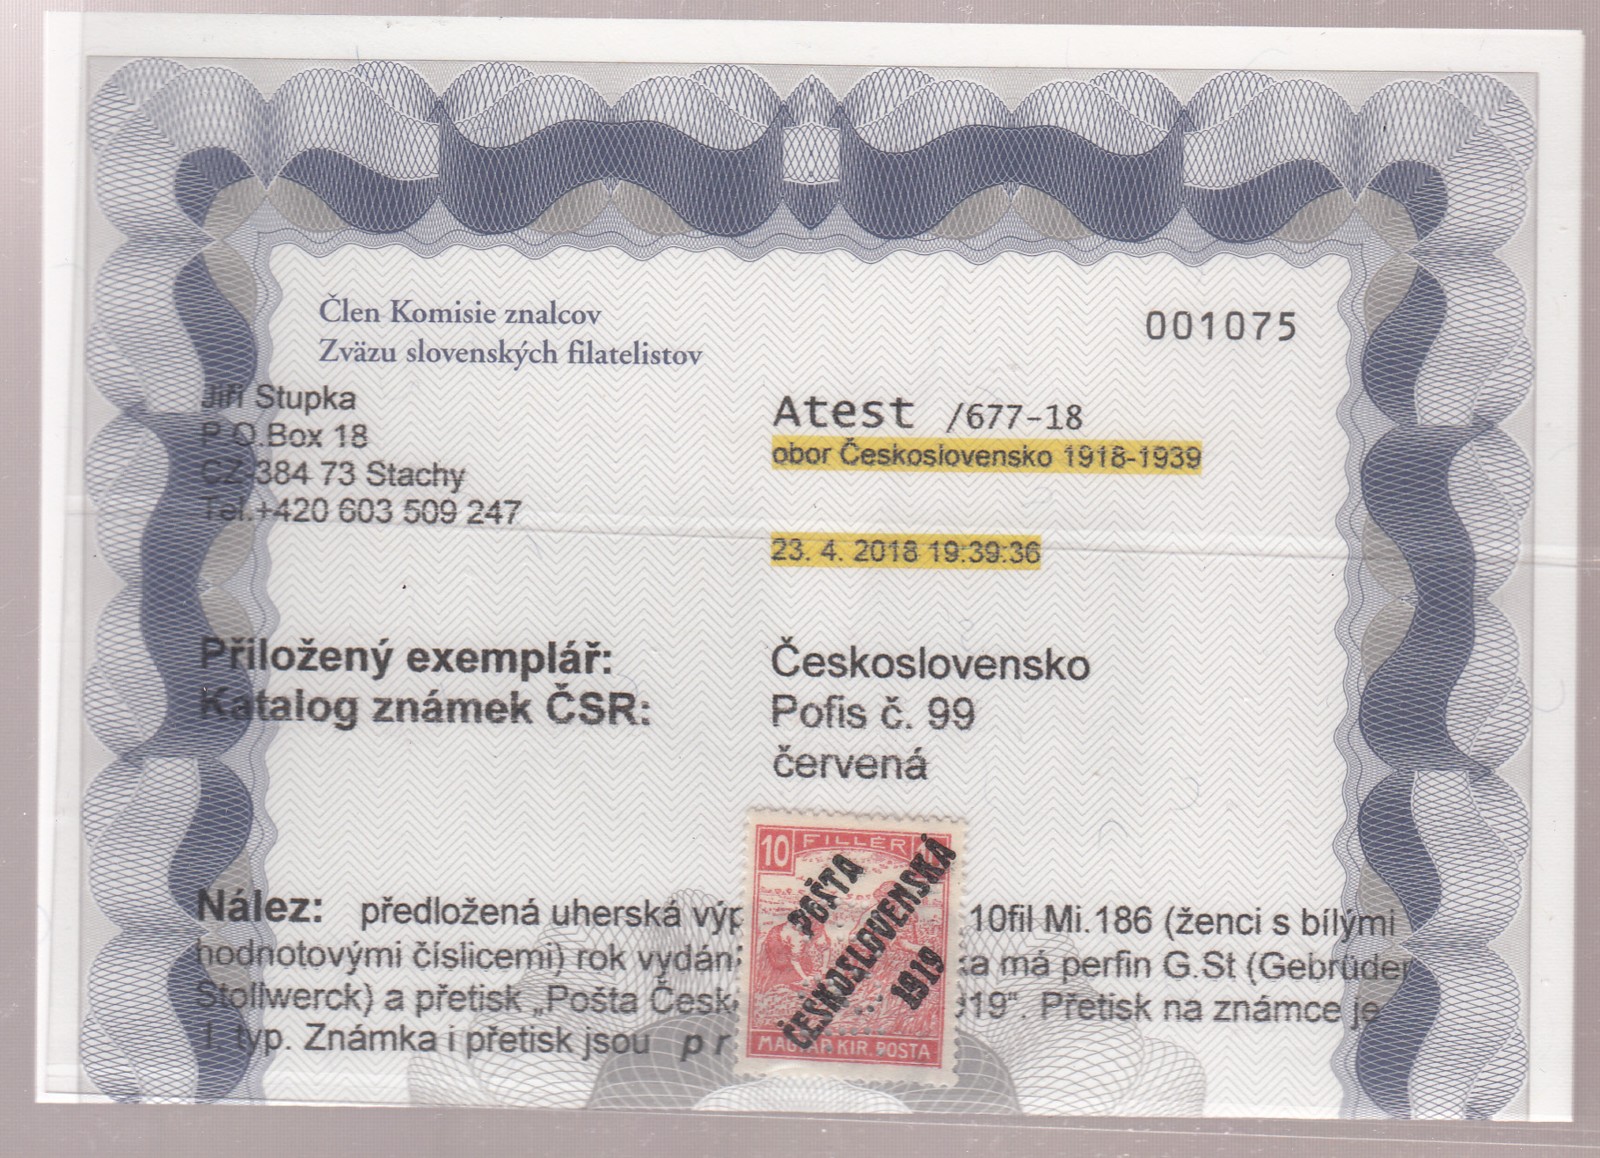 Člen Komisie znalcov
Zväzu slovenských filatelistov
001075
Jiří Stupka
P.O.Box 18
CZ-384 73 Stachy
Tel.+420 603 509 247
Atest /677-18
obor Československo 1918-1939
23. 4. 2018 19:39:36
Přiložený exemplář: Československo
Katalog známek ČSR: Pofis č. 99
červená
Nález: předložená uherská výp 10fil Mi.186 (ženci s bílými
hodnotovými číslicemi) rok vydán ka má perfin G.St (Gebrüder
Stollwerck) a přetisk „Pošta Česk 919“. Přetisk na známce je
I typ. Známka i přetisk jsou pr
10 FILLÉR
POŠTA
ČESKOSLOVENSKÁ
1919
MAGYAR KIR. POSTA